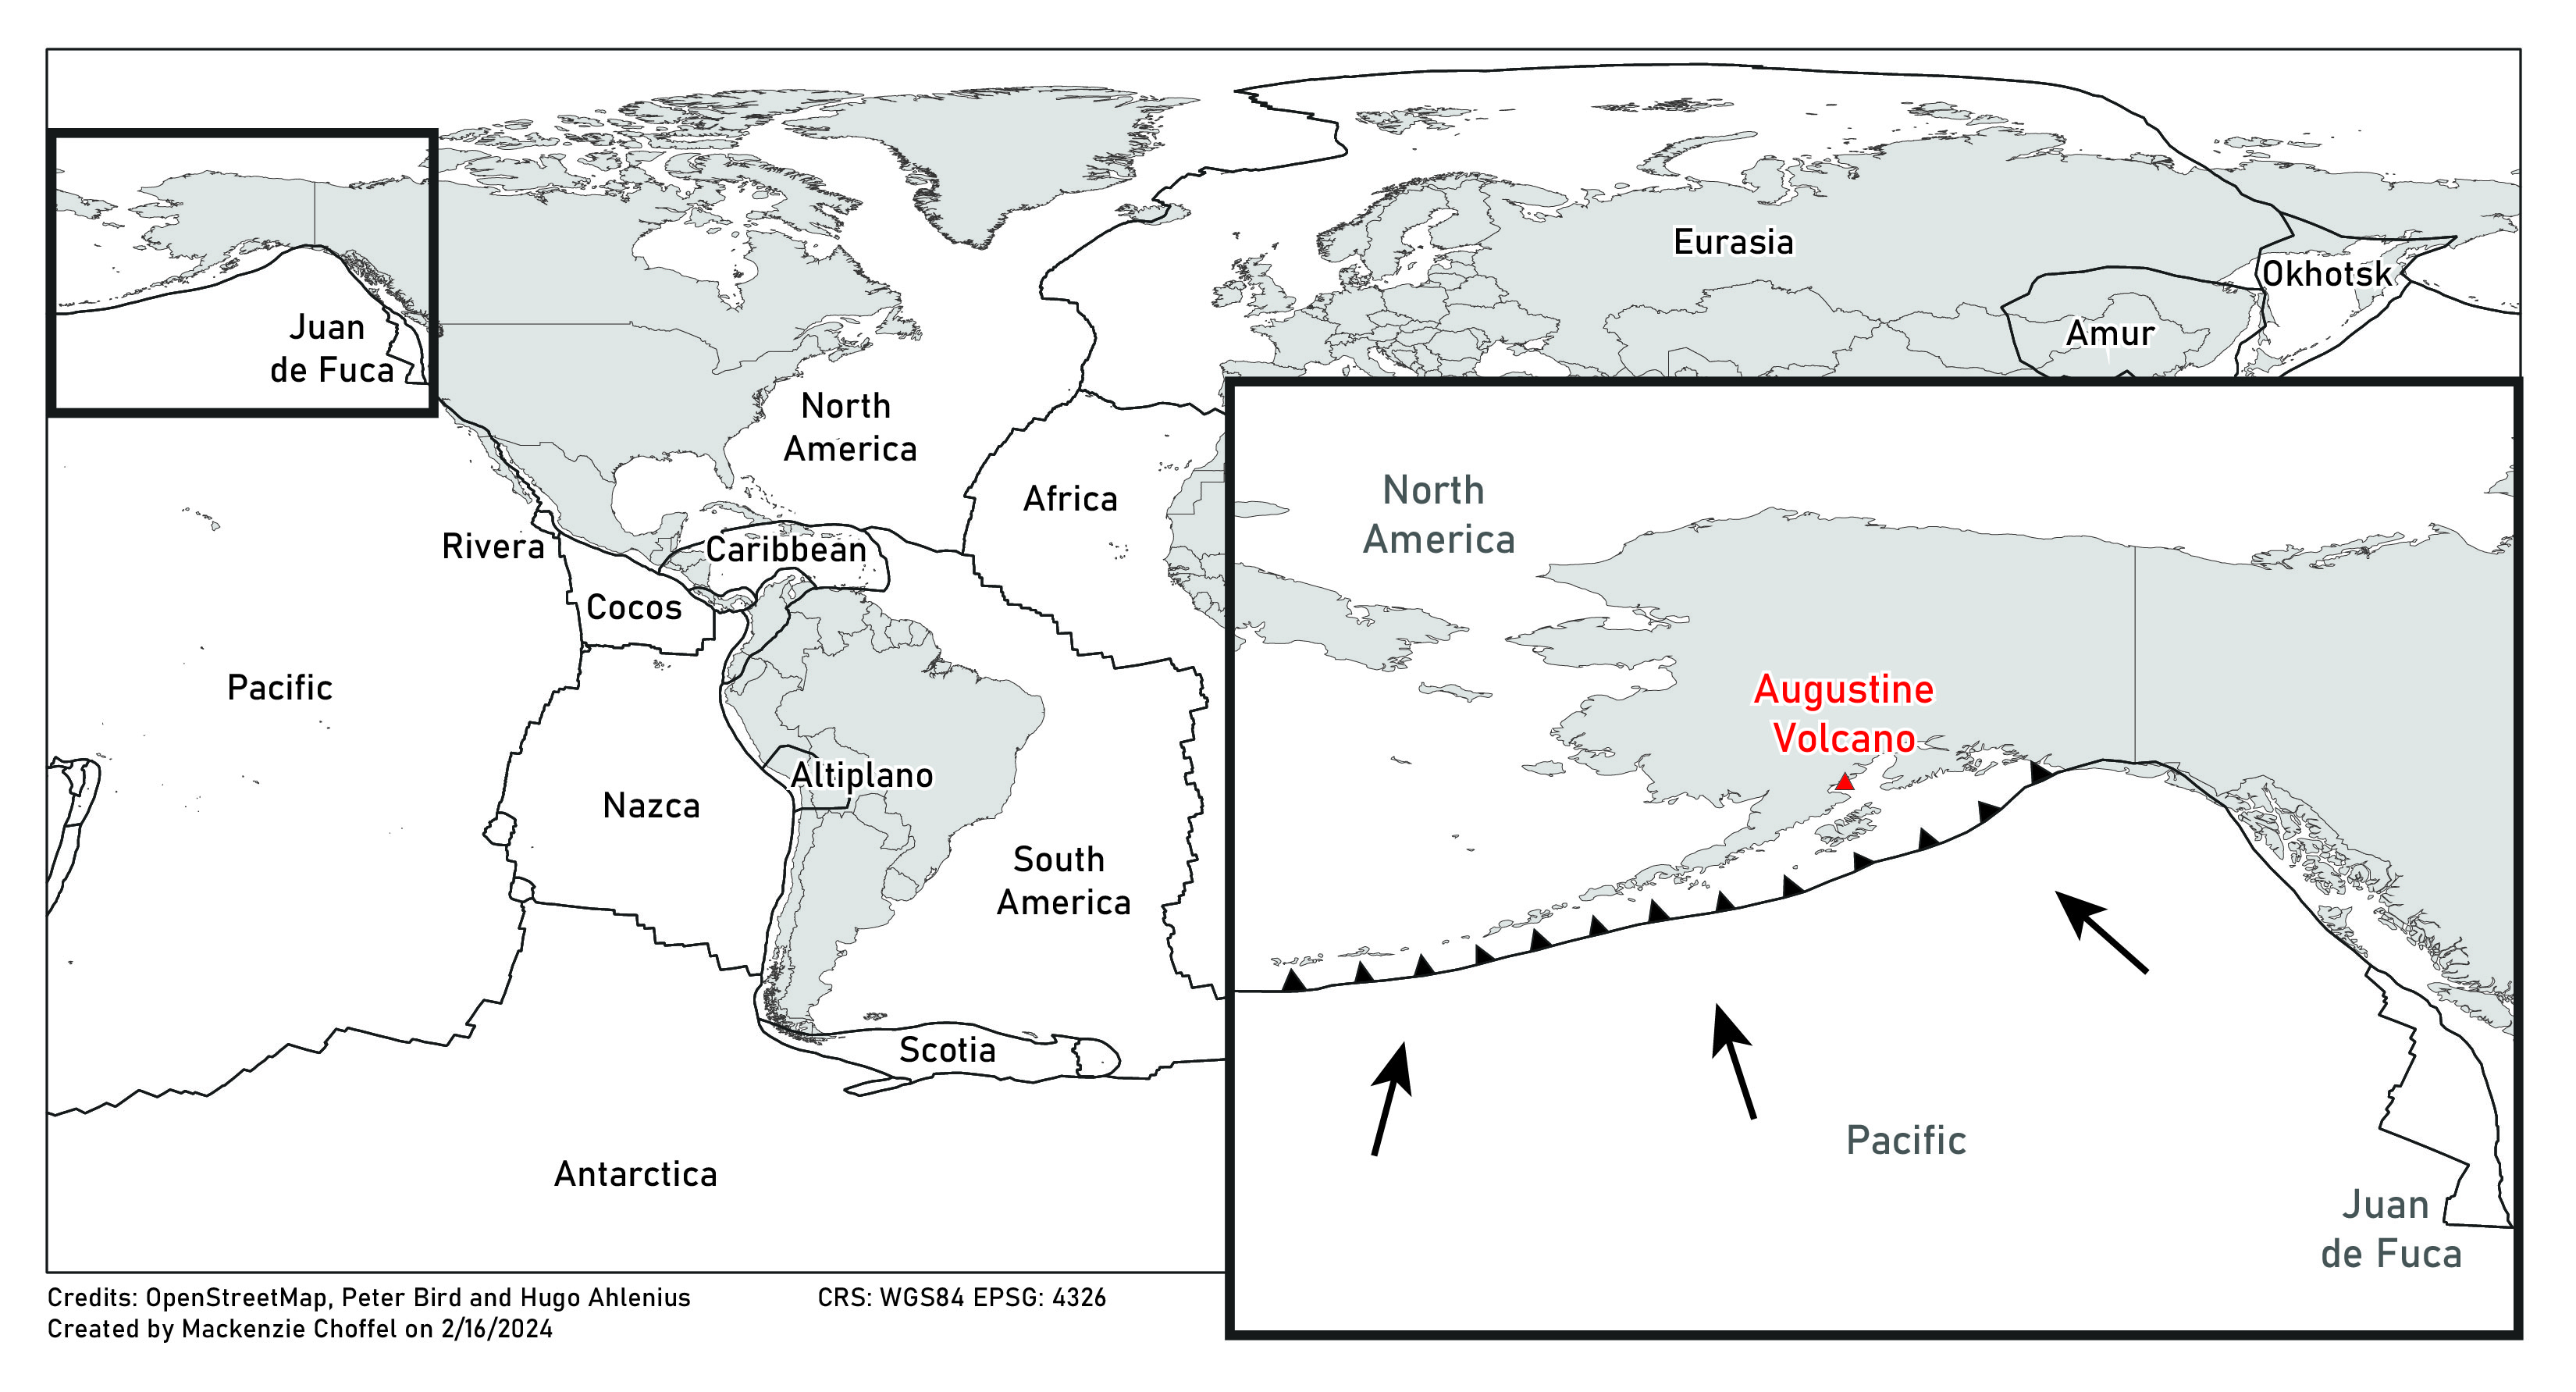 Eurasia
Okhotsk
Amur
Juan
de Fuca
North
America
Africa
Rivera
Caribbean
Cocos
Pacific
Altiplano
Nazca
South
America
Scotia
Antarctica
North
America
Augustine
Volcano
Pacific
Juan
de Fuca
Credits: OpenStreetMap, Peter Bird and Hugo Ahlenius
CRS: WGS84 EPSG: 4326
Created by Mackenzie Choffel on 2/16/2024